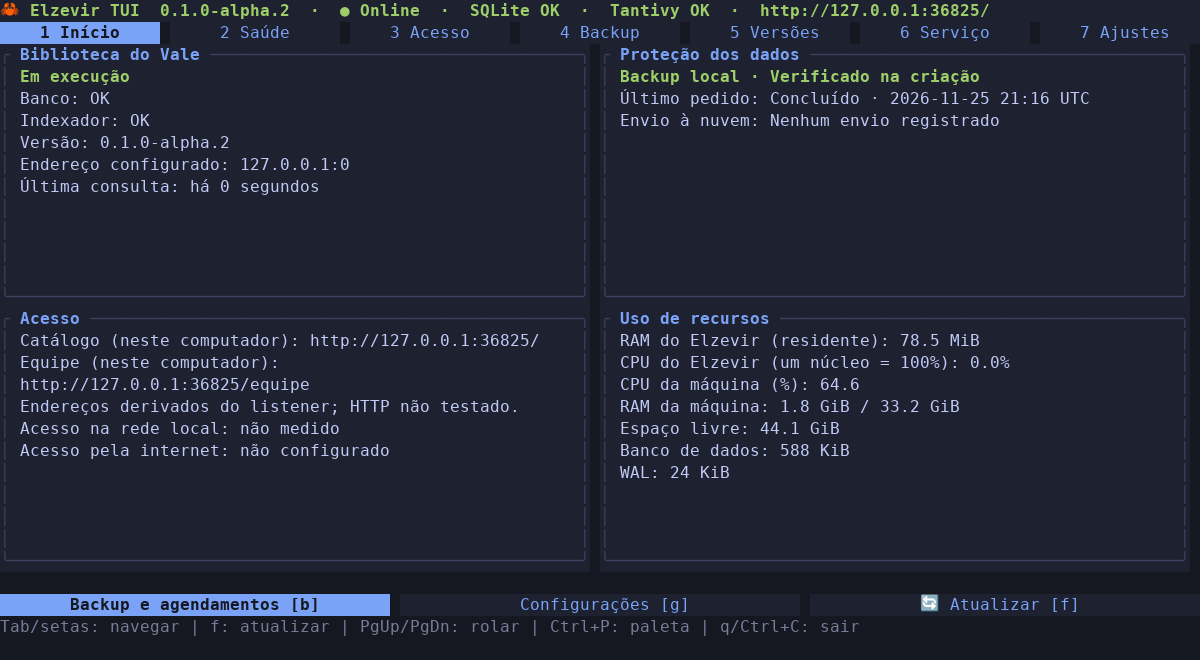 Elzevir TUI 0.1.0-alpha.2 · ● Online · SQLite OK · Tantivy OK · http://127.0.0.1:36825/
1 Início 2 Saúde 3 Acesso 4 Backup 5 Versões 6 Serviço 7 Ajustes
Biblioteca do Vale
Em execução
Banco: OK
Indexador: OK
Versão: 0.1.0-alpha.2
Endereço configurado: 127.0.0.1:0
Última consulta: há 0 segundos
Proteção dos dados
Backup local · Verificado na criação
Último pedido: Concluído · 2026-11-25 21:16 UTC
Envio à nuvem: Nenhum envio registrado
Acesso
Catálogo (neste computador): http://127.0.0.1:36825/
Equipe (neste computador):
http://127.0.0.1:36825/equipe
Endereços derivados do listener; HTTP não testado.
Acesso na rede local: não medido
Acesso pela internet: não configurado
Uso de recursos
RAM do Elzevir (residente): 78.5 MiB
CPU do Elzevir (um núcleo = 100%): 0.0%
CPU da máquina (%): 64.6
RAM da máquina: 1.8 GiB / 33.2 GiB
Espaço livre: 44.1 GiB
Banco de dados: 588 KiB
WAL: 24 KiB
Backup e agendamentos [b] Configurações [g] Atualizar [f]
Tab/setas: navegar | f: atualizar | PgUp/PgDn: rolar | Ctrl+P: paleta | q/Ctrl+C: sair